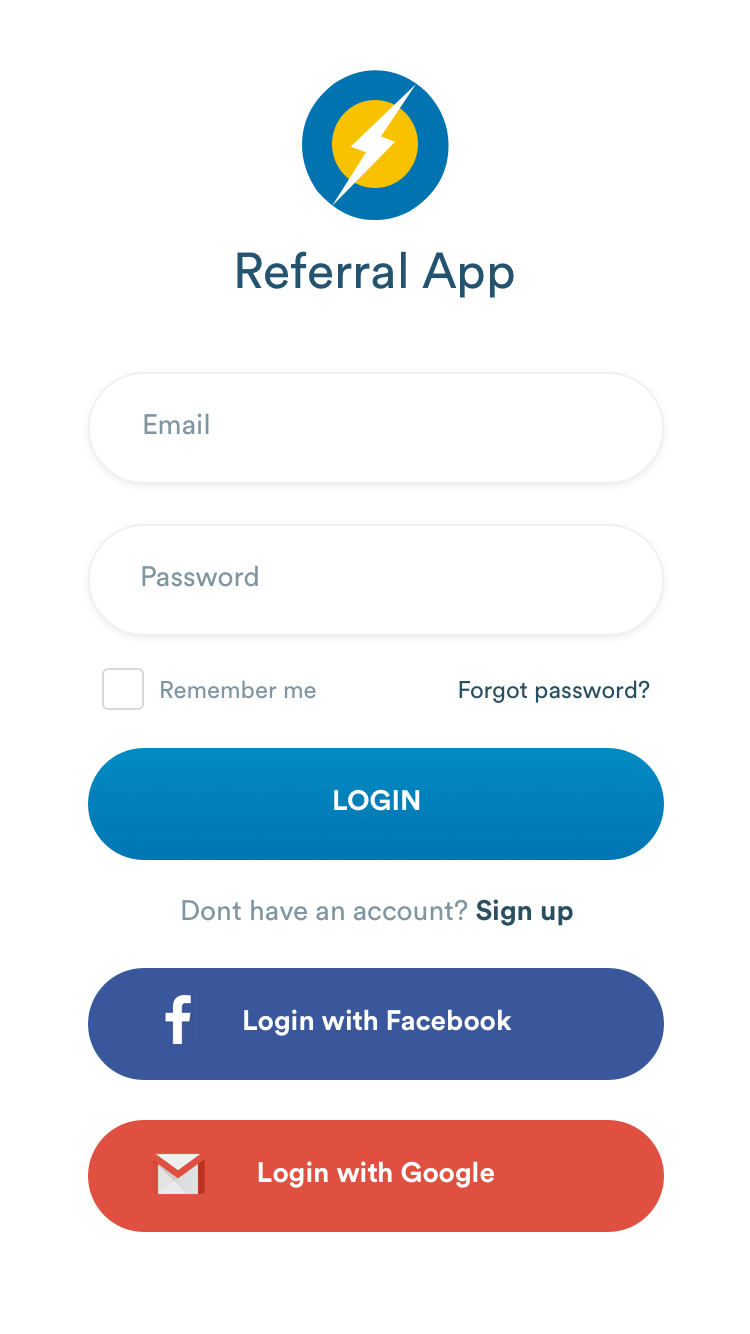 Referral App
Email
Password
Remember me
Forgot password?
LOGIN
Dont have an account? Sign up
Login with Facebook
Login with Google